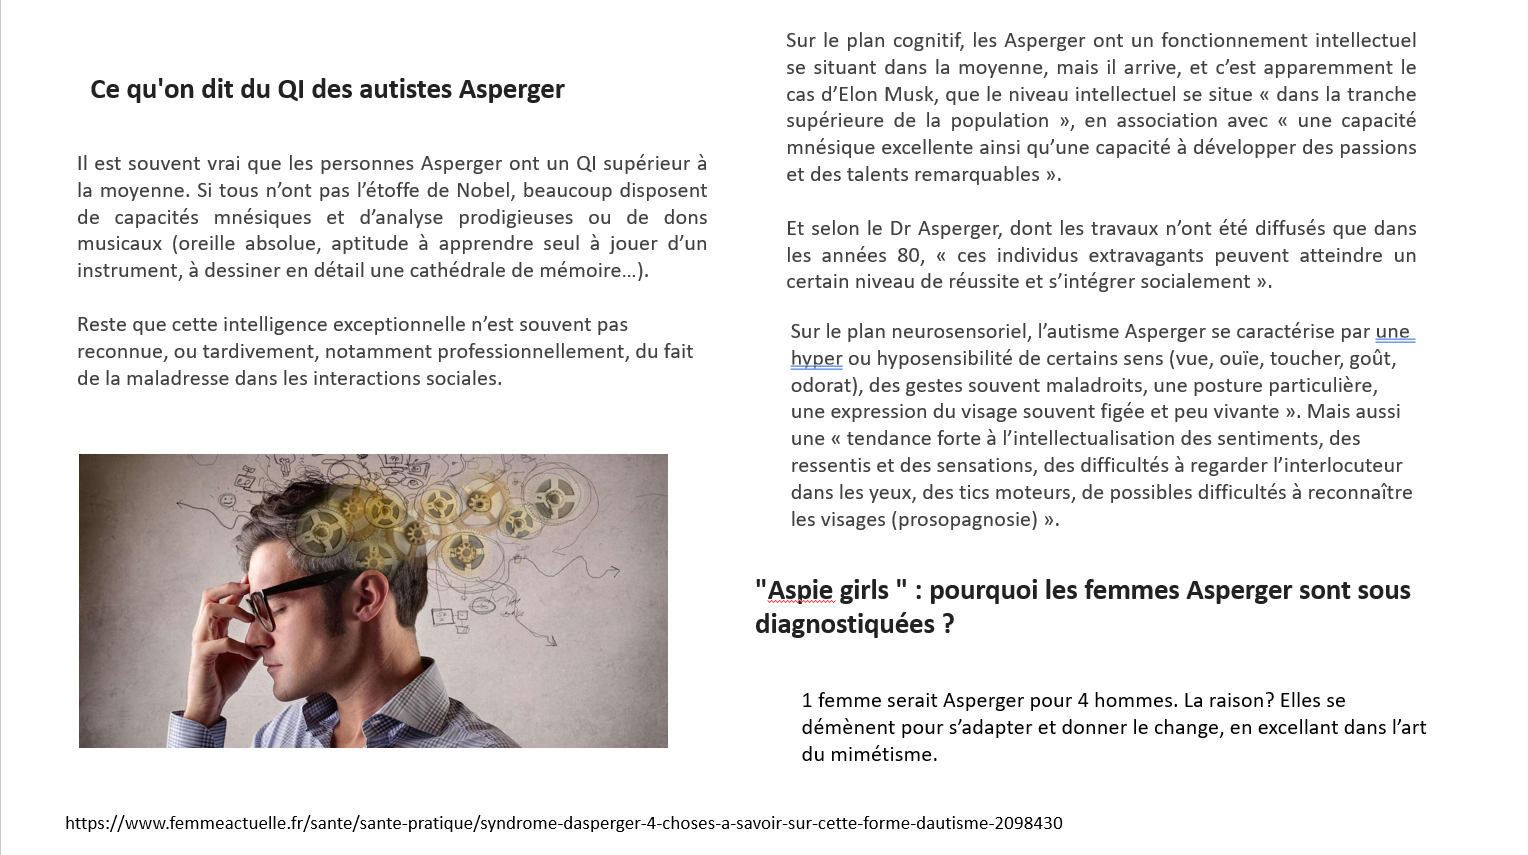 Ce qu'on dit du QI des autistes Asperger
Il est souvent vrai que les personnes Asperger ont un QI supérieur à
la moyenne. Si tous n’ont pas l’étoffe de Nobel, beaucoup disposent
de capacités mnésiques et d’analyse prodigieuses ou de dons
musicaux (oreille absolue, aptitude à apprendre seul à jouer d’un
instrument, à dessiner en détail une cathédrale de mémoire…).
Reste que cette intelligence exceptionnelle n’est souvent pas
reconnue, ou tardivement, notamment professionnellement, du fait
de la maladresse dans les interactions sociales.
Sur le plan cognitif, les Asperger ont un fonctionnement intellectuel
se situant dans la moyenne, mais il arrive, et c’est apparemment le
cas d’Elon Musk, que le niveau intellectuel se situe « dans la tranche
supérieure de la population », en association avec « une capacité
mnésique excellente ainsi qu’une capacité à développer des passions
et des talents remarquables ».
Et selon le Dr Asperger, dont les travaux n’ont été diffusés que dans
les années 80, « ces individus extravagants peuvent atteindre un
certain niveau de réussite et s’intégrer socialement ».
Sur le plan neurosensoriel, l’autisme Asperger se caractérise par une
hyper ou hyposensibilité de certains sens (vue, ouïe, toucher, goût,
odorat), des gestes souvent maladroits, une posture particulière,
une expression du visage souvent figée et peu vivante ». Mais aussi
une « tendance forte à l’intellectualisation des sentiments, des
ressentis et des sensations, des difficultés à regarder l’interlocuteur
dans les yeux, des tics moteurs, de possibles difficultés à reconnaître
les visages (prosopagnosie) ».
"Aspie girls " : pourquoi les femmes Asperger sont sous
diagnostiquées ?
1 femme serait Asperger pour 4 hommes. La raison? Elles se
démènent pour s’adapter et donner le change, en excellant dans l’art
du mimétisme.
https://www.femmeactuelle.fr/sante/sante-pratique/syndrome-dasperger-4-choses-a-savoir-sur-cette-forme-dautisme-2098430